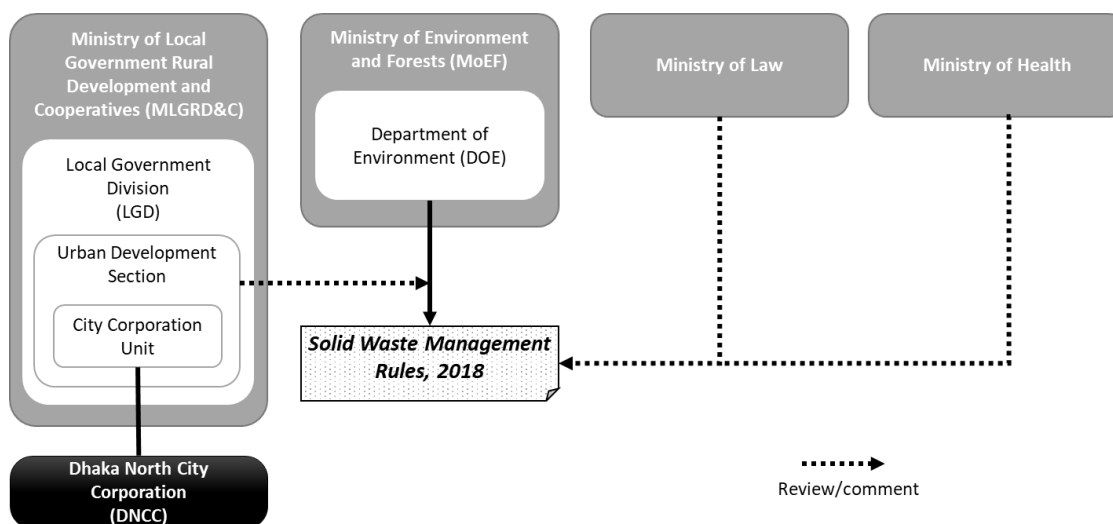 Ministry of Local
Government Rural
Development and
Cooperatives (MLGRD&C)
Local Government
Division
(LGD)
Urban Development
Section
City Corporation
Unit
Dhaka North City
Corporation
(DNCC)
Ministry of Environment
and Forests (MoEF)
Department of
Environment (DOE)
Solid Waste Management
Rules, 2018
Ministry of Law
Ministry of Health
Review/comment